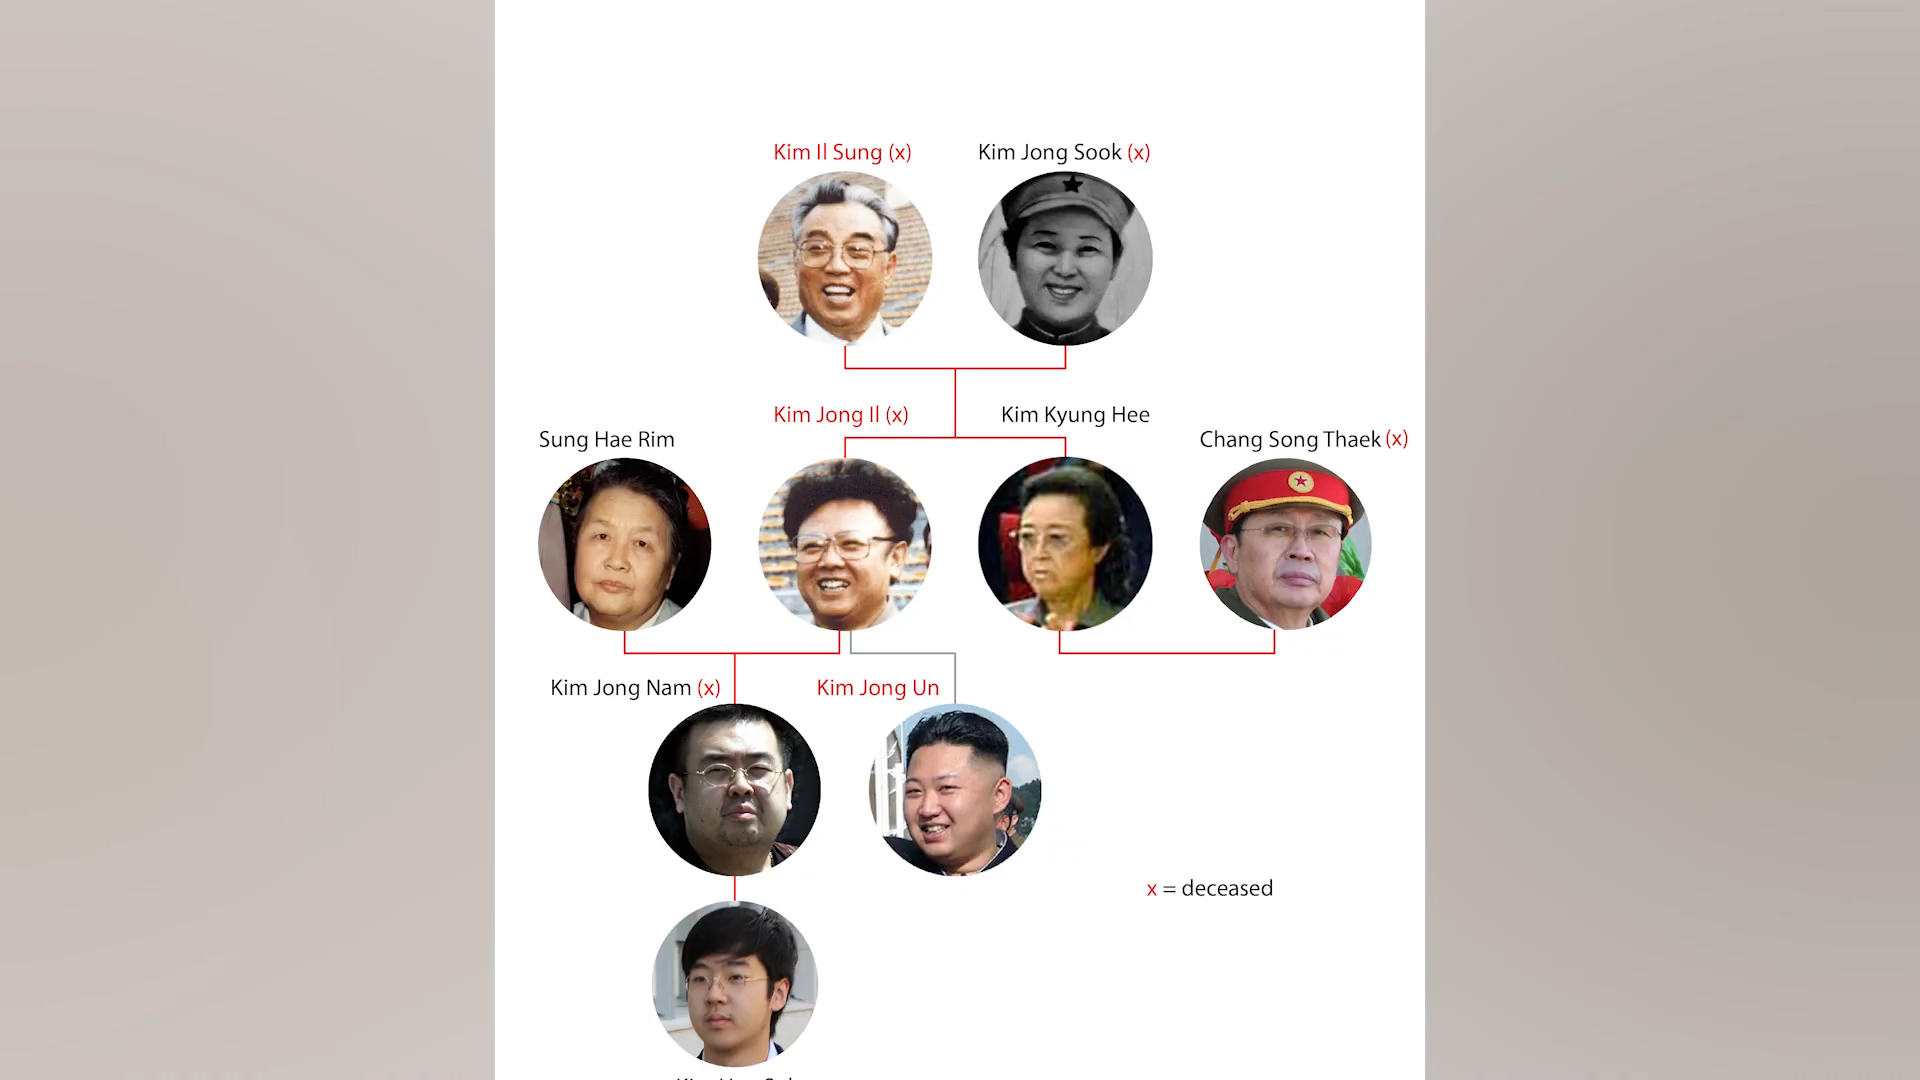 Kim Il Sung (x)
Kim Jong Sook (x)
Kim Jong Il (x)
Kim Kyung Hee
Sung Hae Rim
Chang Song Thaek (x)
Kim Jong Nam (x)
Kim Jong Un
x = deceased